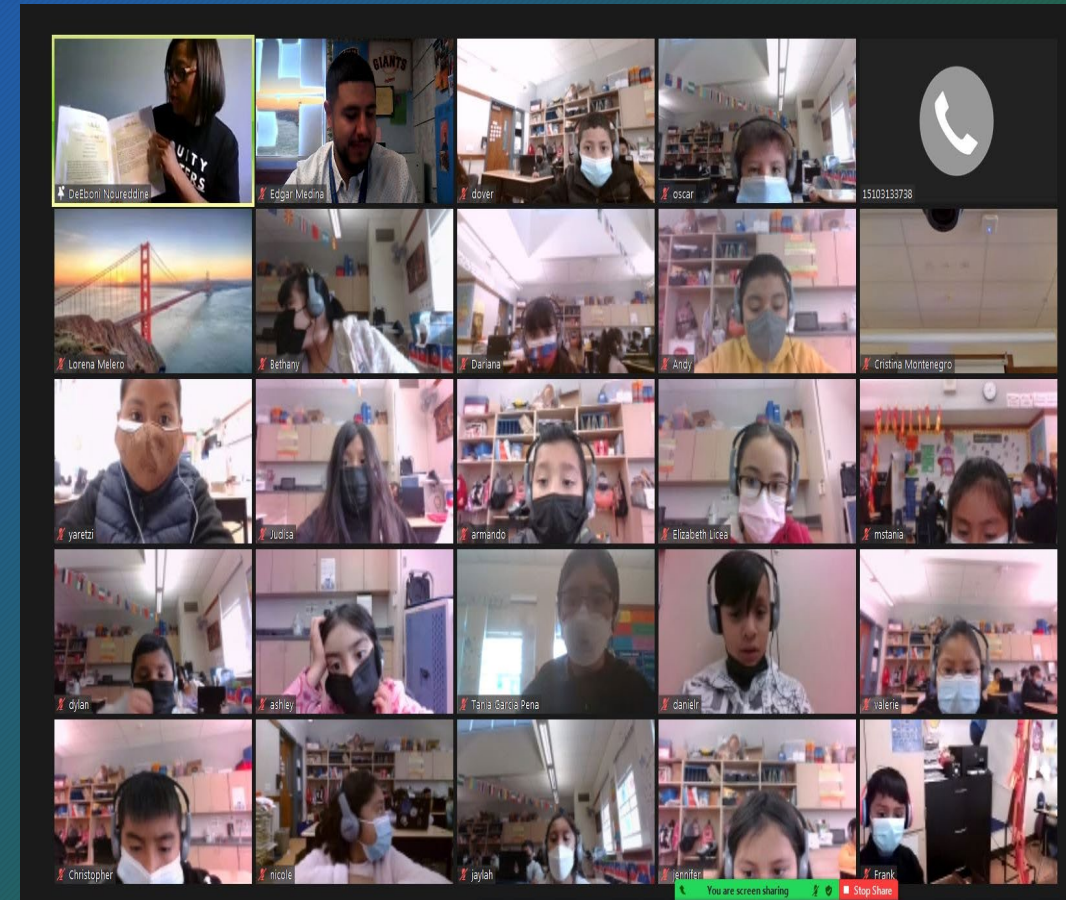 GIANTS
UITY
ERS
DeEboni Noureddine
Edgar Medina
dover
oscar
15103133738
Lorena Melero
Bethany
Dariana
Andy
Cristina Montenegro
yaretzi
Judisa
armando
Elizabeth Licea
mstania
dylan
ashley
Tania Garcia Pena
danielr
valerie
Christopher
nicole
jaylah
jennifer
Frank
You are screen sharing
Stop Share